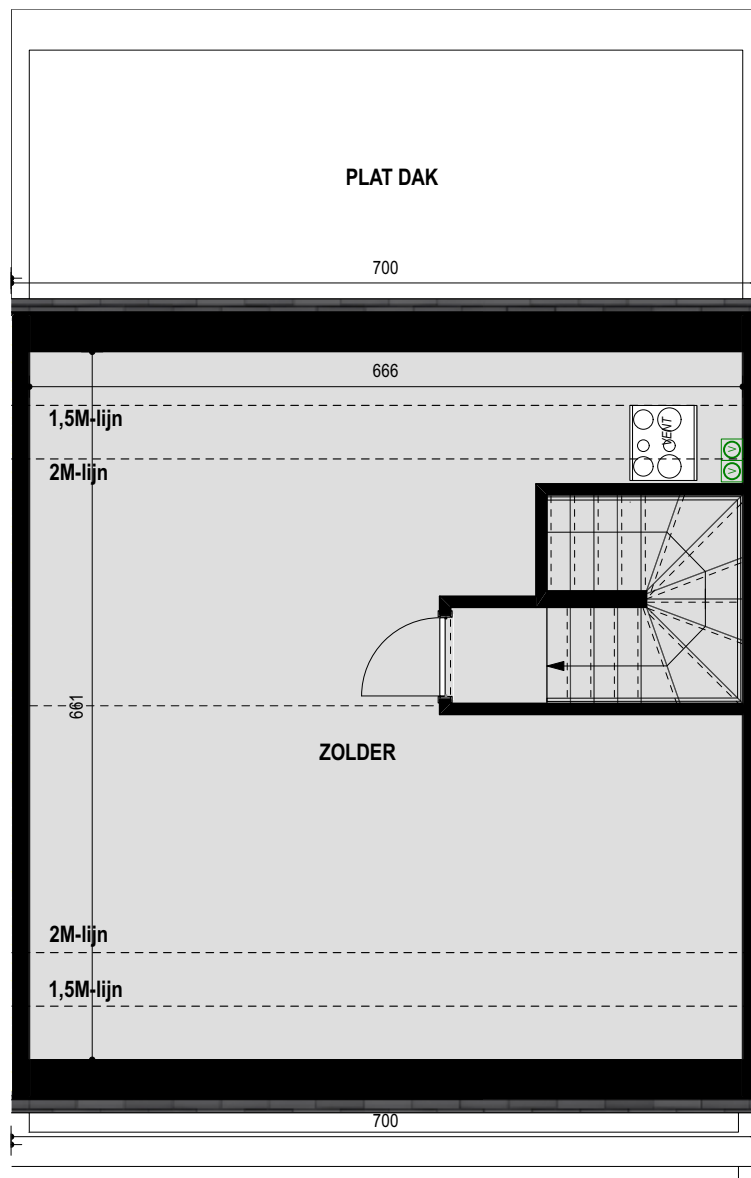 PLAT DAK
700
666
1,5M-lijn
VENT
2M-lijn
V
V
661
ZOLDER
2M-lijn
1,5M-lijn
700